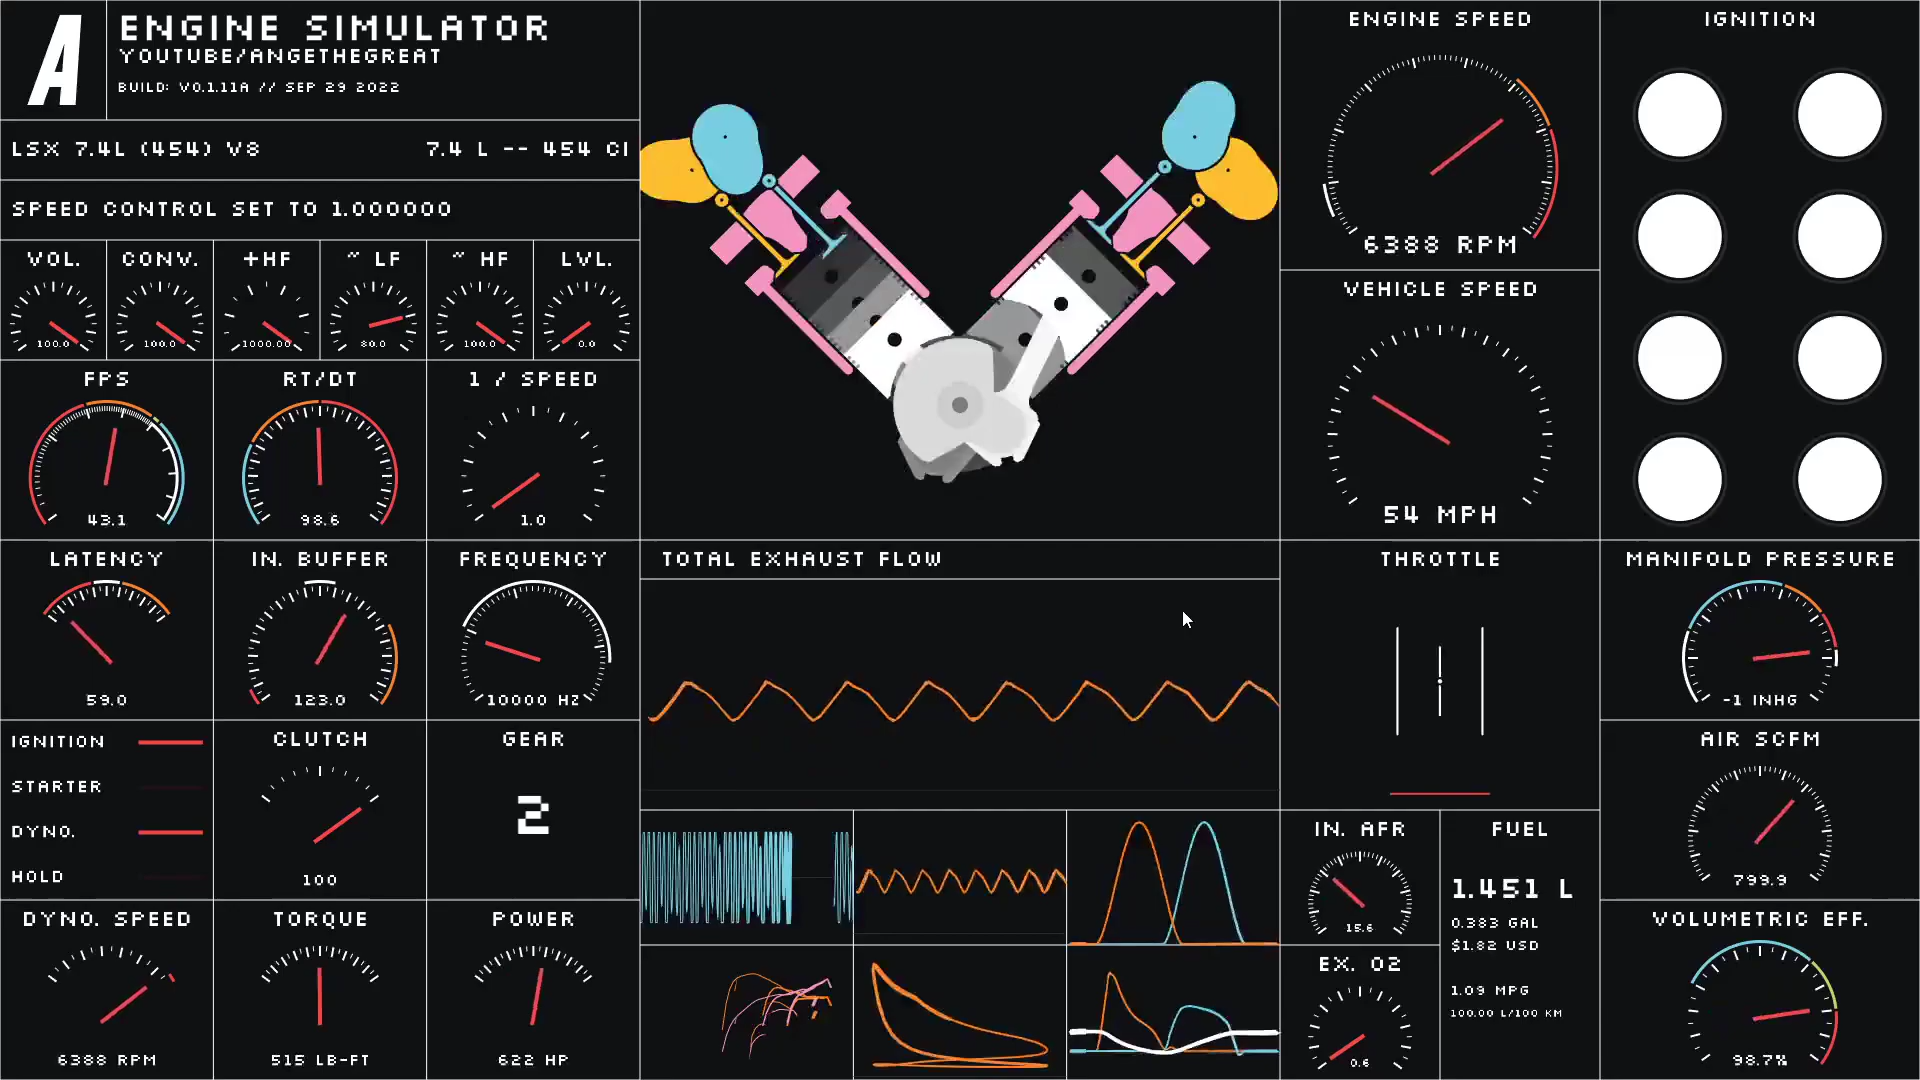 A
ENGINE SIMULATOR
YOUTUBE/ANGETHEGREAT
BUILD: V0.1.11A // SEP 29 2022
LSX 7.4L (454) V8
7.4 L -- 454 CI
SPEED CONTROL SET TO 1.000000
VOL.
100.0
CONV.
100.0
+HF
1000.00
~ LF
80.0
~ HF
100.0
LVL.
0.0
FPS
43.1
RT/DT
98.6
1 / SPEED
1.0
LATENCY
59.0
IN. BUFFER
123.0
FREQUENCY
10000 HZ
IGNITION
STARTER
DYNO.
HOLD
CLUTCH
100
GEAR
2
DYNO. SPEED
6388 RPM
TORQUE
515 LB-FT
POWER
622 HP
TOTAL EXHAUST FLOW
ENGINE SPEED
6388 RPM
VEHICLE SPEED
54 MPH
THROTTLE
IN. AFR
15.6
EX. O2
0.6
FUEL
1.451 L
0.383 GAL
$1.82 USD
1.09 MPG
100.00 L/100 KM
IGNITION
MANIFOLD PRESSURE
-1 INHG
AIR SCFM
799.9
VOLUMETRIC EFF.
98.7%